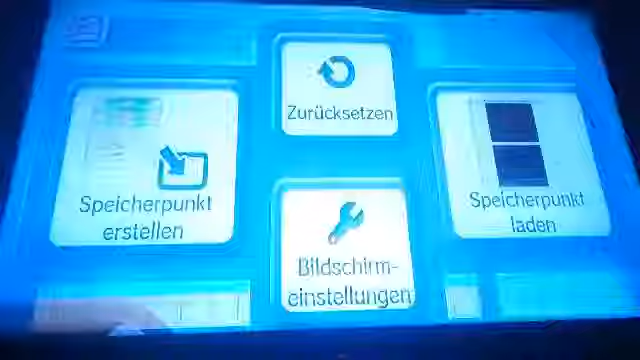 Zurücksetzen
Speicherpunkt
erstellen
Speicherpunkt
laden
Bildschirm-
einstellungen